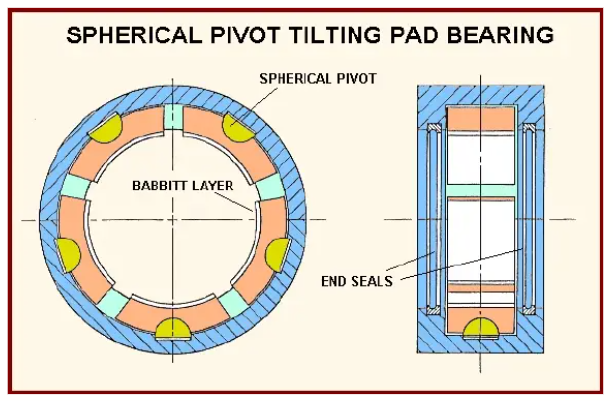 SPHERICAL PIVOT TILTING PAD BEARING
SPHERICAL PIVOT
BABBITT LAYER
END SEALS